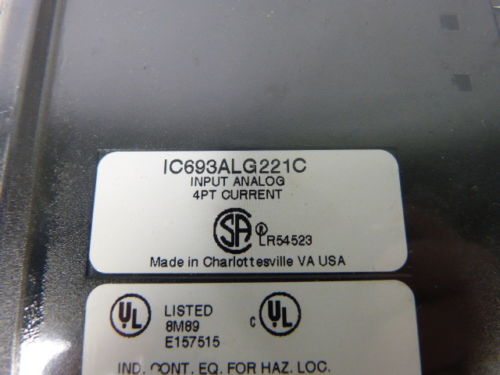 IC693ALG221C
INPUT ANALOG
4PT CURRENT
SA ® LR54523
Made in Charlottesville VA USA
UL LISTED c UL
8M89
E157515
IND. CONT. EQ. FOR HAZ. LOC.